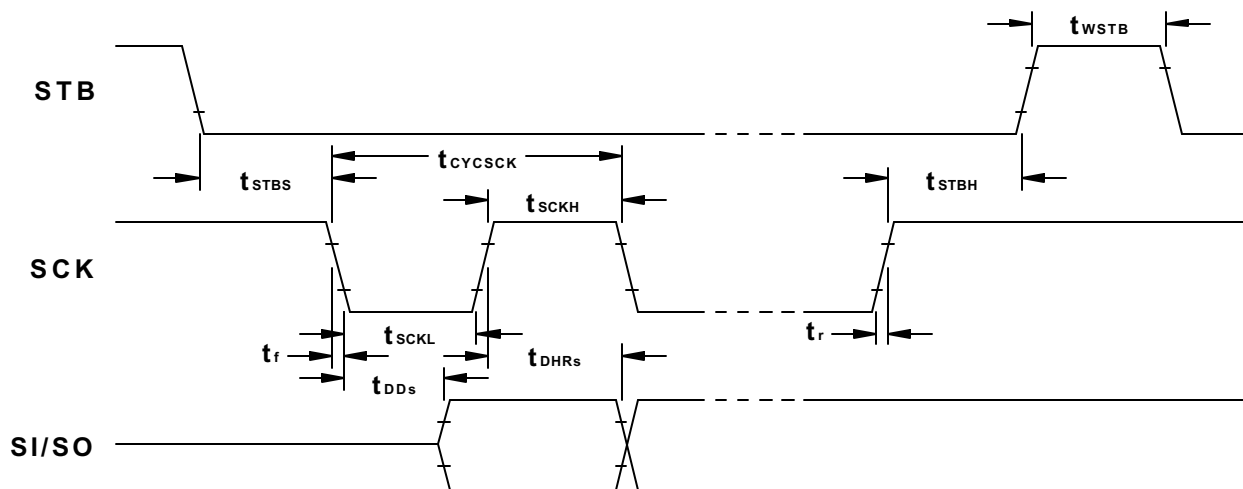 tWSTB
STB
tCYCSCK
tSTBS
tSTBH
tSCKH
SCK
tSCKL
tr
tf
tDHRs
tDDs
SI/SO